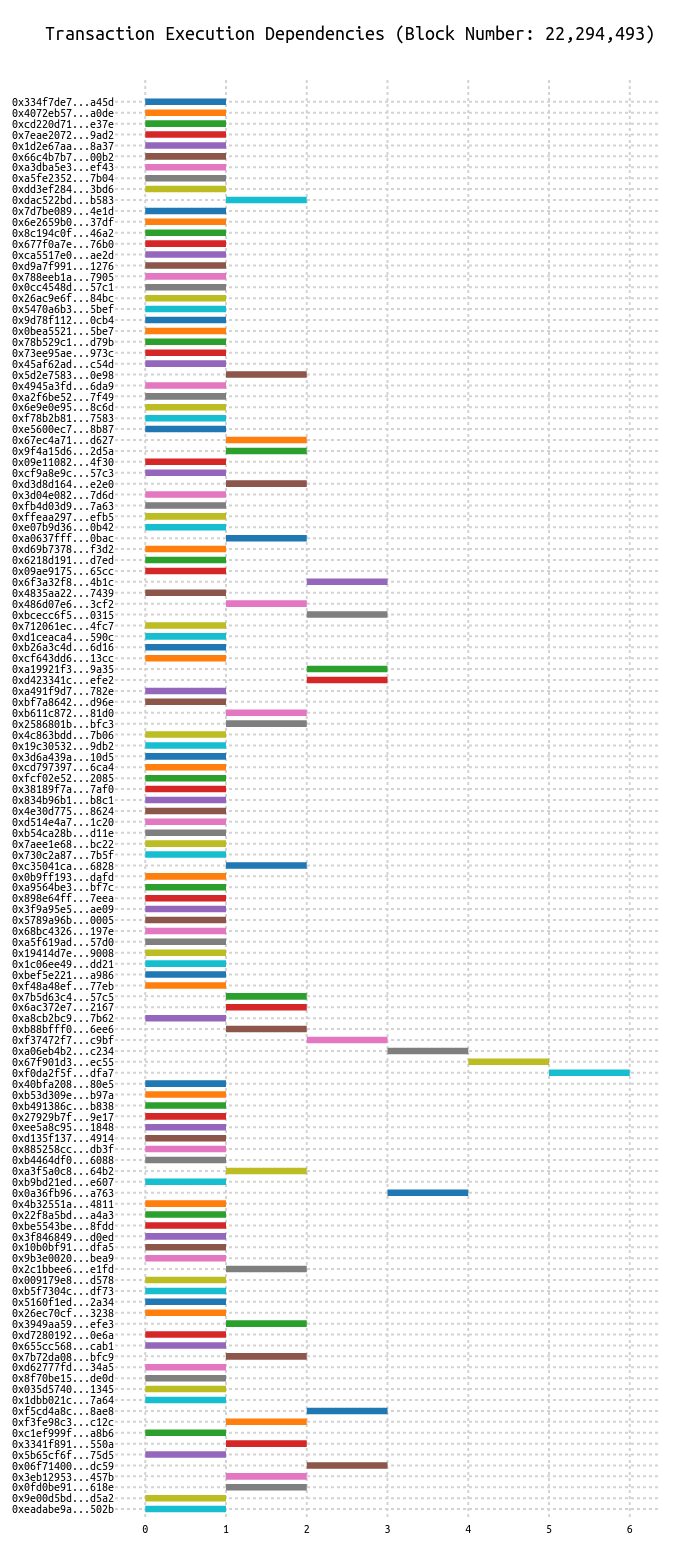 Transaction Execution Dependencies (Block Number: 22,294,493)
0x334f7de7...a45d
0x4072eb57...a0de
0xcd220d71...e37e
0x7eae2072...9ad2
0x1d2e67aa...8a37
0x66c4b7b7...00b2
0xa3dba5e3...ef43
0xa5fe2352...7b04
0xdd3ef284...3bd6
0xdac522bd...b583
0x7d7be089...4e1d
0x6e2659b0...37df
0x8c194c0f...46a2
0x677f0a7e...76b0
0xca5517e0...ae2d
0xd9a7f991...1276
0x788eeb1a...7905
0x0cc4548d...57c1
0x26ac9e6f...84bc
0x5470a6b3...5bef
0x9d78f112...0cb4
0x0bea5521...5be7
0x78b529c1...d79b
0x73ee95ae...973c
0x45af62ad...c54d
0x5d2e7583...0e98
0x4945a3fd...6da9
0xa2f6be52...7f49
0x6e9e0e95...8c6d
0xf78b2b81...7583
0xe5600ec7...8b87
0x67ec4a71...d627
0x9f4a15d6...2d5a
0x09e11082...4f30
0xcf9a8e9c...57c3
0xd3d8d164...e2e0
0x3d04e082...7d6d
0xfb4d03d9...7a63
0xffeaa297...efb5
0xe07b9d36...0b42
0xa0637fff...0bac
0xd69b7378...f3d2
0x6218d191...d7ed
0x09ae9175...65cc
0x6f3a32f8...4b1c
0x4835aa22...7439
0x486d07e6...3cf2
0xbcecc6f5...0315
0x712061ec...4fc7
0xd1ceaca4...590c
0xb26a3c4d...6d16
0xcf643dd6...13cc
0xa19921f3...9a35
0xd423341c...efe2
0xa491f9d7...782e
0xbf7a8642...d96e
0xb611c872...81d0
0x2586801b...bfc3
0x4c863bdd...7b06
0x19c30532...9db2
0x3d6a439a...10d5
0xcd797397...6ca4
0xfcf02e52...2085
0x38189f7a...7af0
0x834b96b1...b8c1
0x4e30d775...8624
0xd514e4a7...1c20
0xb54ca28b...d11e
0x7aee1e68...bc22
0x730c2a87...7b5f
0xc35041ca...6828
0x0b9ff193...dafd
0xa9564be3...bf7c
0x898e64ff...7eea
0x3f9a95e5...ae09
0x5789a96b...0005
0x68bc4326...197e
0xa5f619ad...57d0
0x19414d7e...9008
0x1c06ee49...dd21
0xbef5e221...a986
0xf48a48ef...77eb
0x7b5d63c4...57c5
0x6ac372e7...2167
0xa8cb2bc9...7b62
0xb88bfff0...6ee6
0xf37472f7...c9bf
0xa06eb4b2...c234
0x67f901d3...ec55
0xf0da2f5f...dfa7
0x40bfa208...80e5
0xb53d309e...b97a
0xb491386c...b838
0x27929b7f...9e17
0xee5a8c95...1848
0xd135f137...4914
0x885258cc...db3f
0xb4464df0...6088
0xa3f5a0c8...64b2
0xb9bd21ed...e607
0x0a36fb96...a763
0x4b32551a...4811
0x22f8a5bd...a4a3
0xbe5543be...8fdd
0x3f846849...d0ed
0x10b0bf91...dfa5
0x9b3e0020...bea9
0x2c1bbee6...e1fd
0x009179e8...d578
0xb5f7304c...df73
0x5160f1ed...2a34
0x26ec70cf...3238
0x3949aa59...efe3
0xd7280192...0e6a
0x655cc568...cab1
0x7b72da08...bfc9
0xd62777fd...34a5
0x8f70be15...de0d
0x035d5740...1345
0x1dbb021c...7a64
0xf5cd4a8c...8ae8
0xf3fe98c3...c12c
0xc1ef999f...a8b6
0x3341f891...550a
0x5b65cf6f...75d5
0x06f71400...dc59
0x3eb12953...457b
0x0fd0be91...618e
0x9e00d5bd...d5a2
0xeadabe9a...502b
0 1 2 3 4 5 6